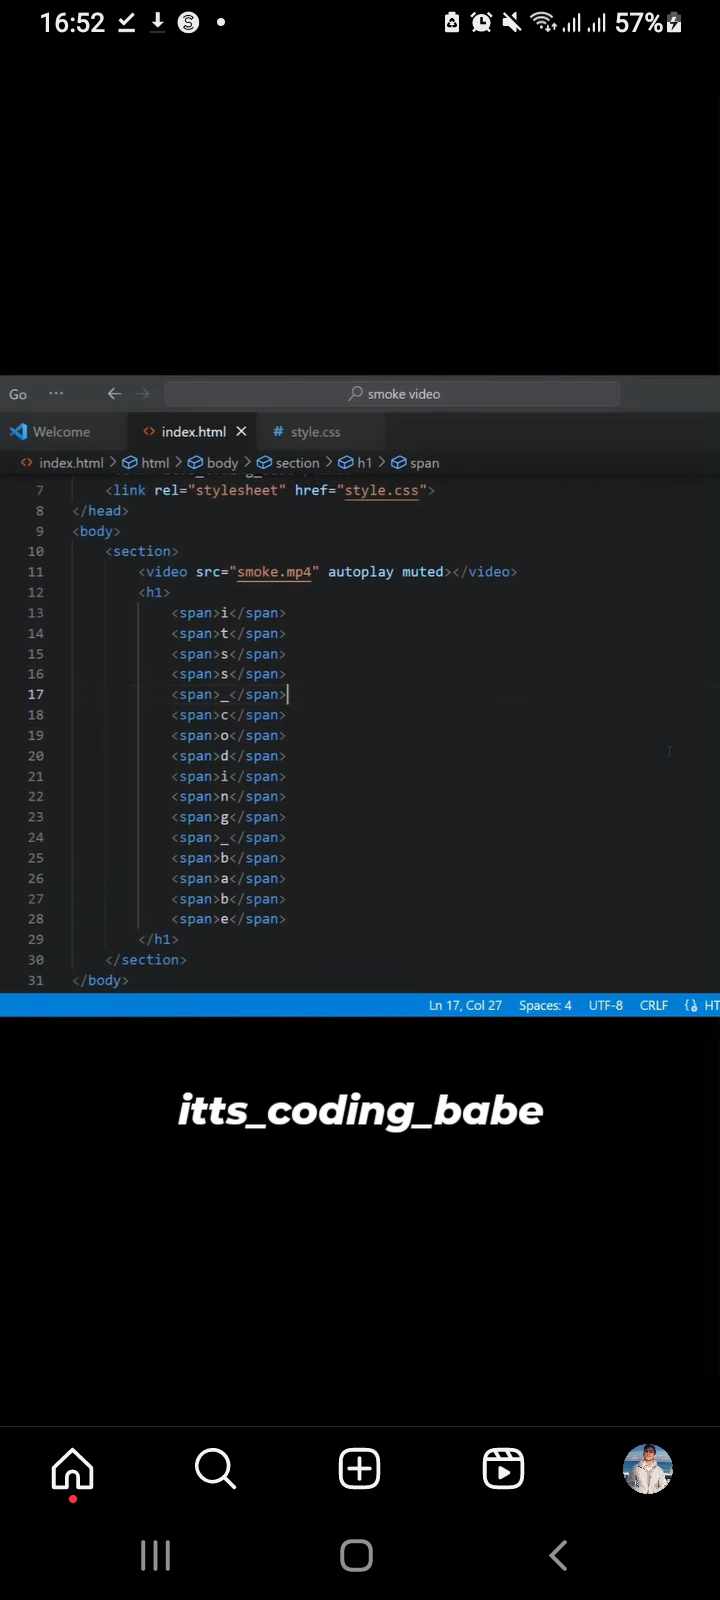 16:52 57%
Go ··· smoke video
Welcome index.html style.css
index.html > html > body > section > h1 > span
7 <link rel="stylesheet" href="style.css">
8 </head>
9 <body>
10 <section>
11 <video src="smoke.mp4" autoplay muted></video>
12 <h1>
13 <span>i</span>
14 <span>t</span>
15 <span>s</span>
16 <span>s</span>
17 <span>_</span>
18 <span>c</span>
19 <span>o</span>
20 <span>d</span>
21 <span>i</span>
22 <span>n</span>
23 <span>g</span>
24 <span>_</span>
25 <span>b</span>
26 <span>a</span>
27 <span>b</span>
28 <span>e</span>
29 </h1>
30 </section>
31 </body>
Ln 17, Col 27 Spaces: 4 UTF-8 CRLF HT
itts_coding_babe